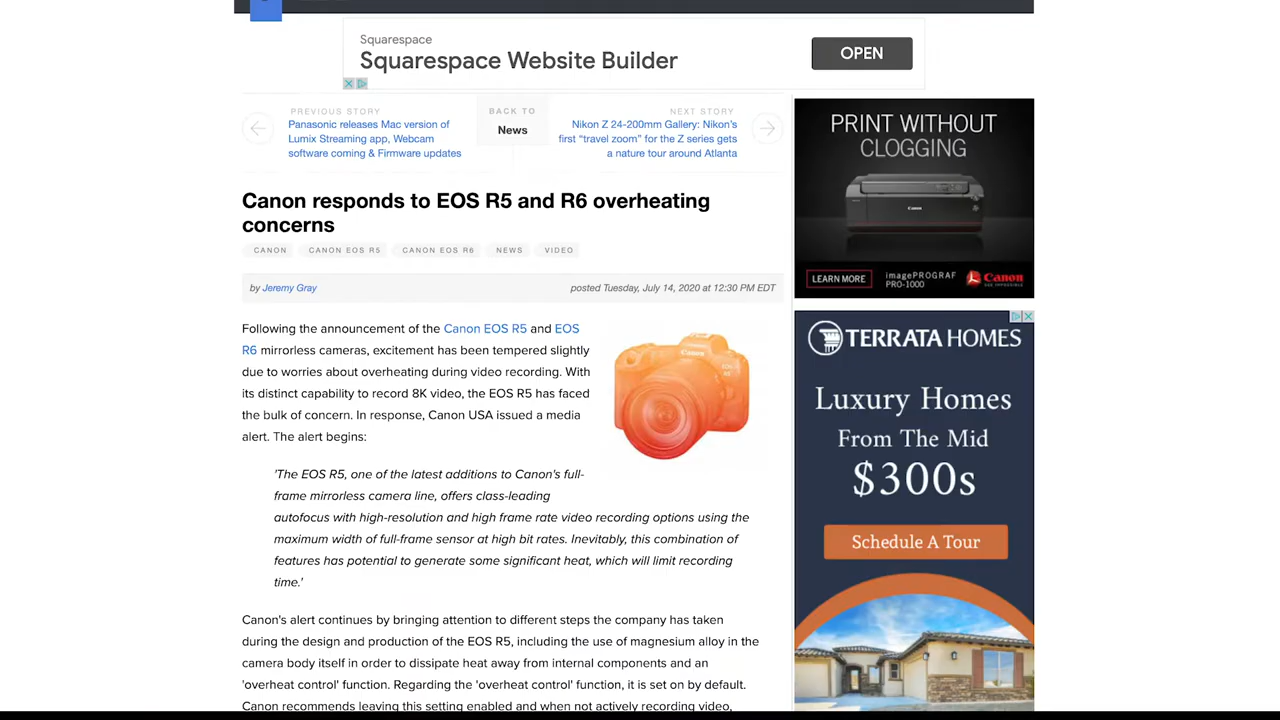 Squarespace
Squarespace Website Builder
OPEN
PREVIOUS STORY
Panasonic releases Mac version of
Lumix Streaming app, Webcam
software coming & Firmware updates
BACK TO
News
NEXT STORY
Nikon Z 24-200mm Gallery: Nikon's
first “travel zoom” for the Z series gets
a nature tour around Atlanta
Canon responds to EOS R5 and R6 overheating
concerns
CANON
CANON EOS R5
CANON EOS R6
NEWS
VIDEO
by Jeremy Gray
posted Tuesday, July 14, 2020 at 12:30 PM EDT
Following the announcement of the Canon EOS R5 and EOS
R6 mirrorless cameras, excitement has been tempered slightly
due to worries about overheating during video recording. With
its distinct capability to record 8K video, the EOS R5 has faced
the bulk of concern. In response, Canon USA issued a media
alert. The alert begins:
'The EOS R5, one of the latest additions to Canon's full-
frame mirrorless camera line, offers class-leading
autofocus with high-resolution and high frame rate video recording options using the
maximum width of full-frame sensor at high bit rates. Inevitably, this combination of
features has potential to generate some significant heat, which will limit recording
time.'
Canon's alert continues by bringing attention to different steps the company has taken
during the design and production of the EOS R5, including the use of magnesium alloy in the
camera body itself in order to dissipate heat away from internal components and an
'overheat control' function. Regarding the 'overheat control' function, it is set on by default.
Canon recommends leaving this setting enabled and when not actively recording video,
Canon
PRINT WITHOUT
CLOGGING
Canon
LEARN MORE
imagePROGRAF
PRO-1000
Canon
TERRATA HOMES
Luxury Homes
From The Mid
$300s
Schedule A Tour